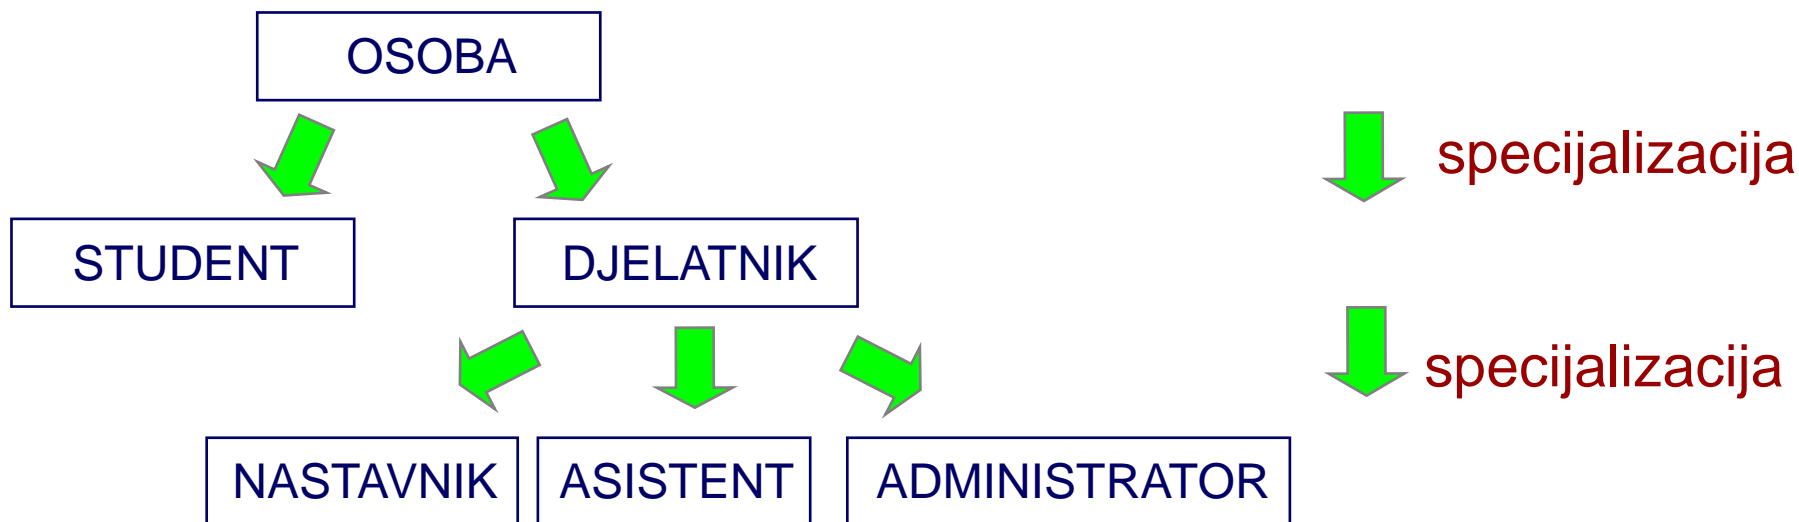 OSOBA
specijalizacija
STUDENT
DJELATNIK
specijalizacija
NASTAVNIK
ASISTENT
ADMINISTRATOR